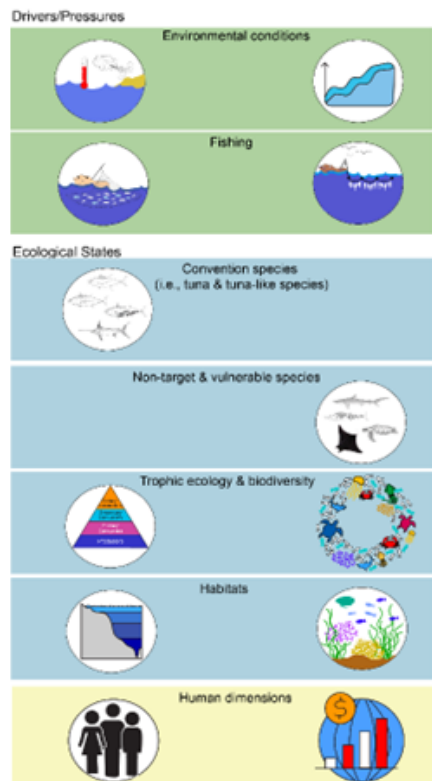 Drivers/Pressures
Environmental conditions
Fishing
Ecological States
Convention species
(i.e., tuna & tuna-like species)
Non-target & vulnerable species
Trophic ecology & biodiversity
Habitats
Human dimensions
$